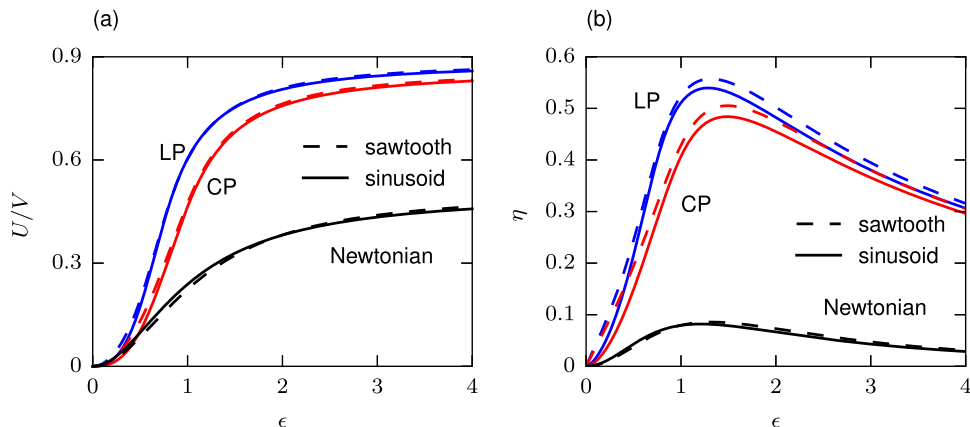 (a)
0.9
0.6
0.3
0
U/V
LP
CP
sawtooth
sinusoid
Newtonian
0
1
2
3
4
ϵ
(b)
0.6
0.5
0.4
0.3
0.2
0.1
0
η
LP
CP
sawtooth
sinusoid
Newtonian
0
1
2
3
4
ϵ